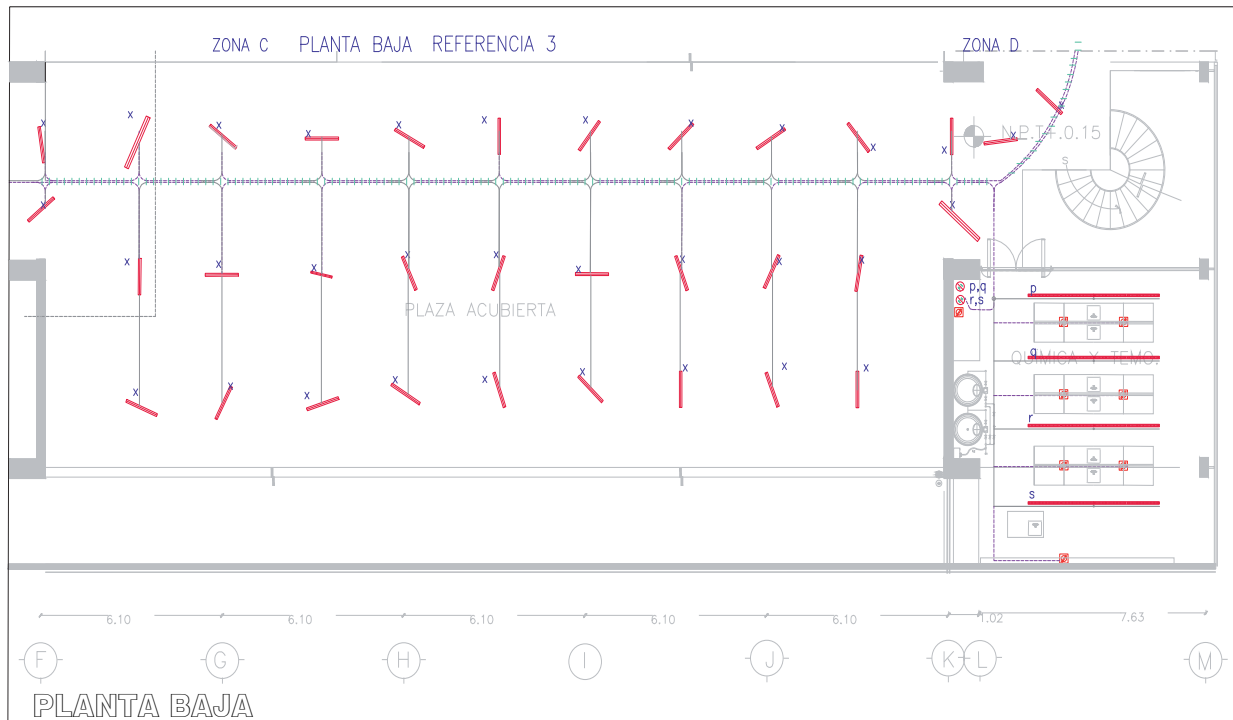 ZONA C PLANTA BAJA REFERENCIA 3 ZONA D
x x x x x x x x x x x x x
N.P.T+.0.15
S
x x
x x x x x x x x x
p,q p
r,s
PLAZA ACUBIERTA
q
QUÍMICA Y TEMO.
x x x x x x x x x
r
s
6.10 6.10 6.10 6.10 6.10 1.02 7.63
F G H I J K L M
PLANTA BAJA